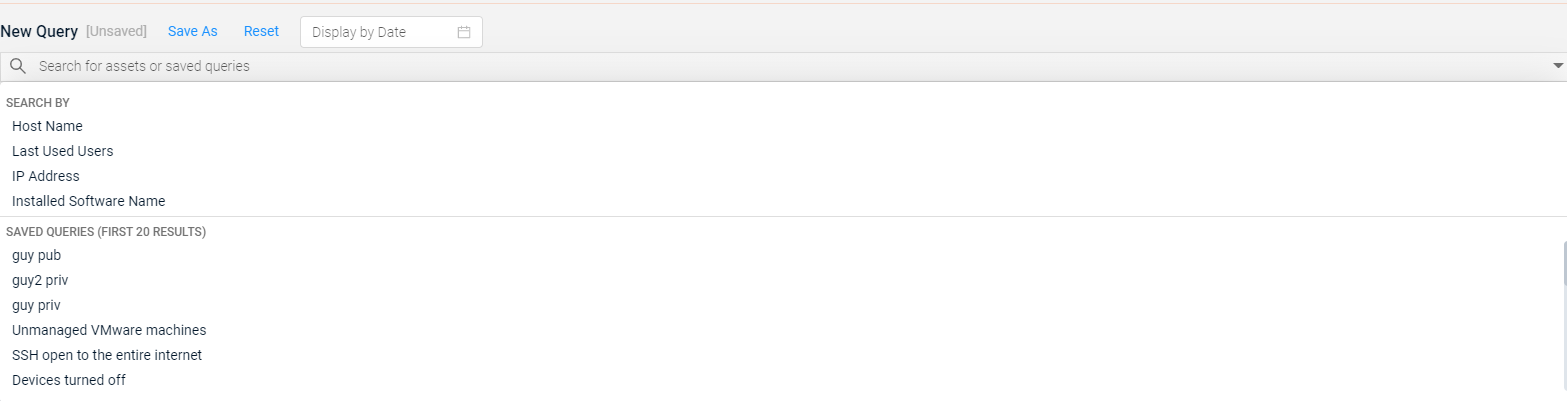 New Query [Unsaved] Save As Reset Display by Date
Search for assets or saved queries
SEARCH BY
Host Name
Last Used Users
IP Address
Installed Software Name
SAVED QUERIES (FIRST 20 RESULTS)
guy pub
guy2 priv
guy priv
Unmanaged VMware machines
SSH open to the entire internet
Devices turned off